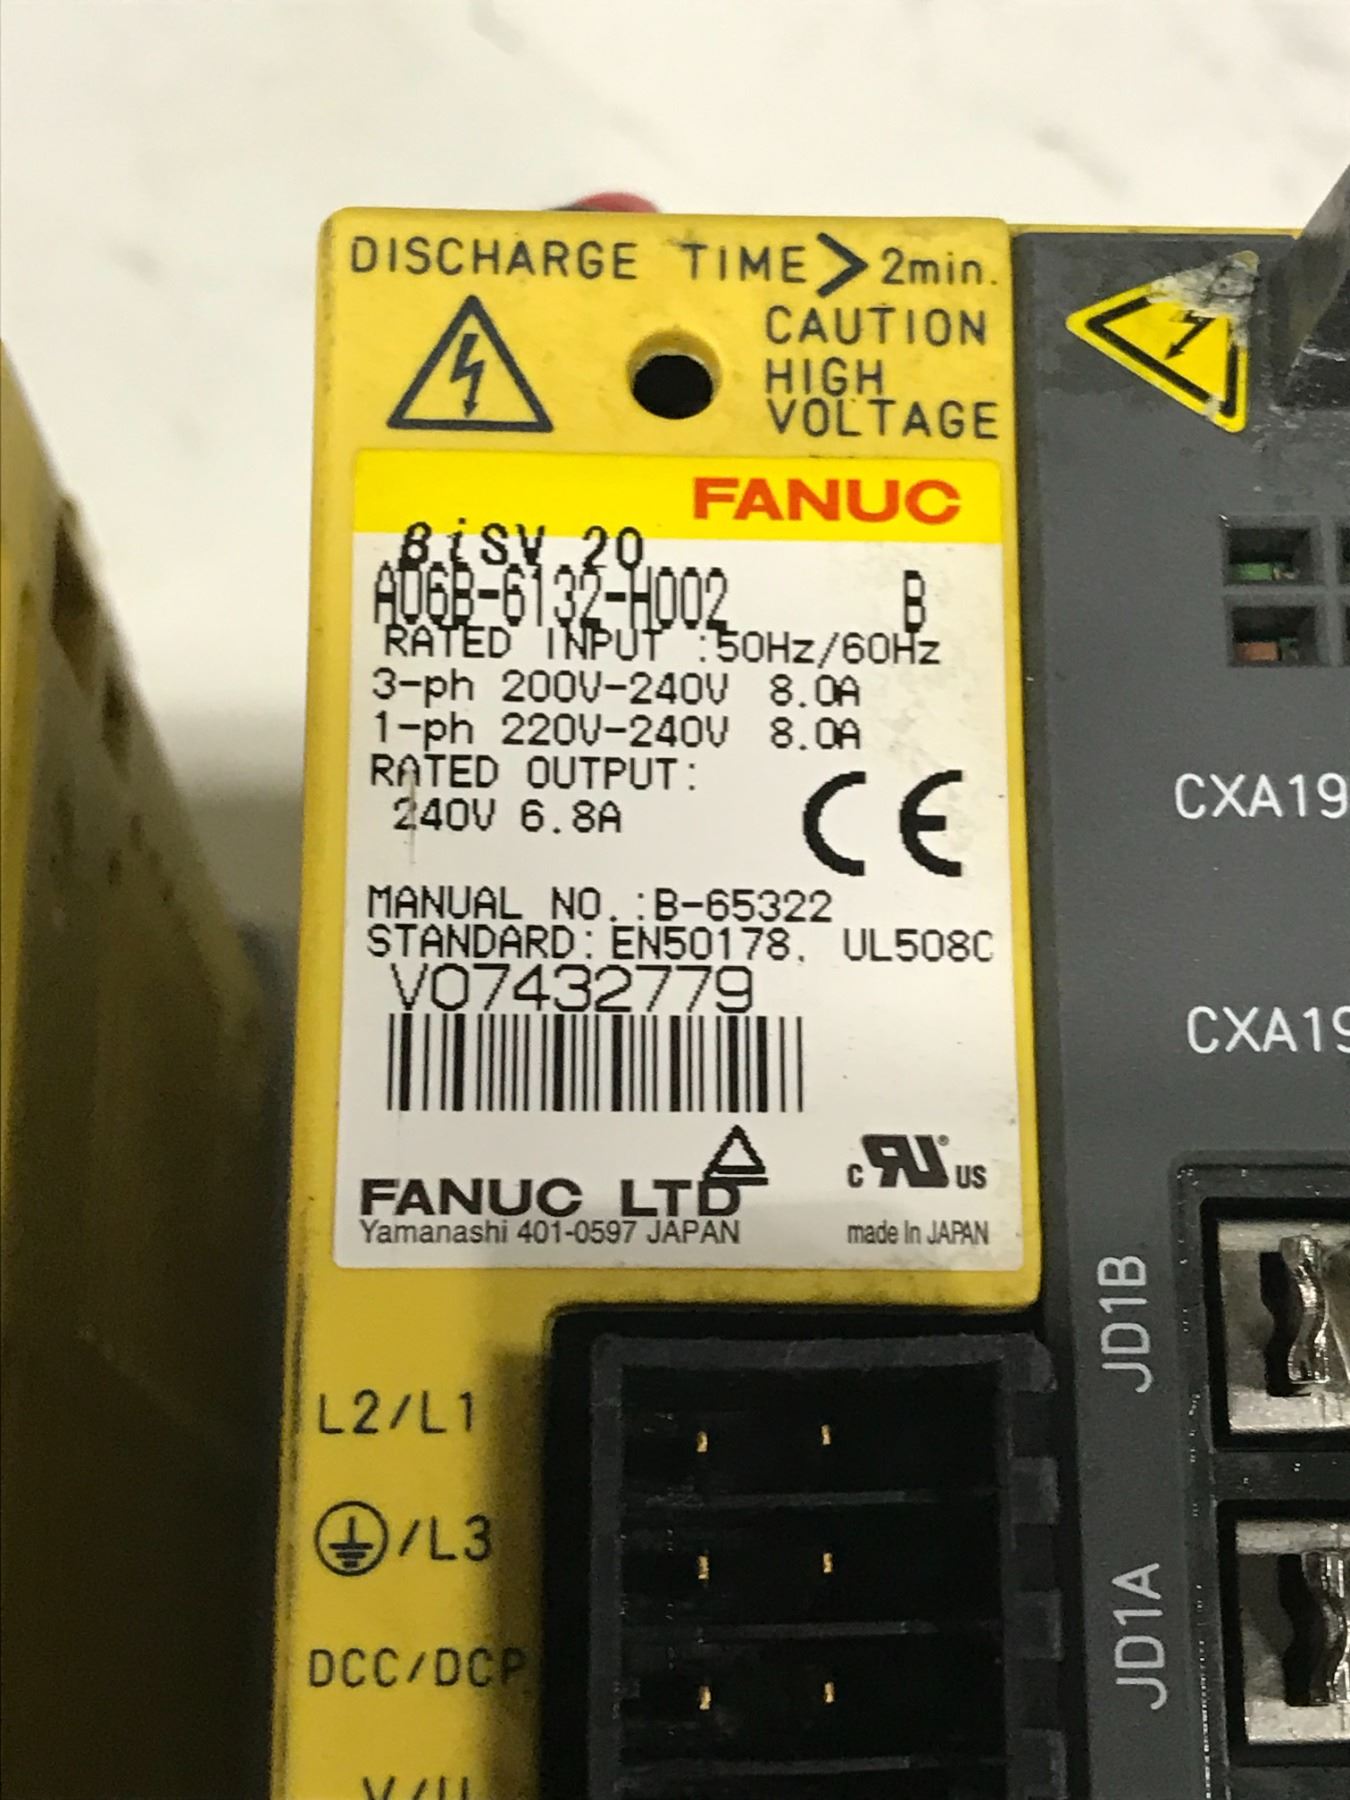 DISCHARGE TIME > 2min.
CAUTION
HIGH
VOLTAGE
FANUC
BiSV 20
A06B-6132-H002 B
RATED INPUT :50Hz/60Hz
3-ph 200V-240V 8.0A
1-ph 220V-240V 8.0A
RATED OUTPUT:
240V 6.8A
CE
MANUAL NO.:B-65322
STANDARD: EN50178. UL508C
V07432779
c RU® US
FANUC LTD
Yamanashi 401-0597 JAPAN
made In JAPAN
CXA19
CXA19
JD1B
JD1A
L2/L1
/L3
DCC/DCP
V/U